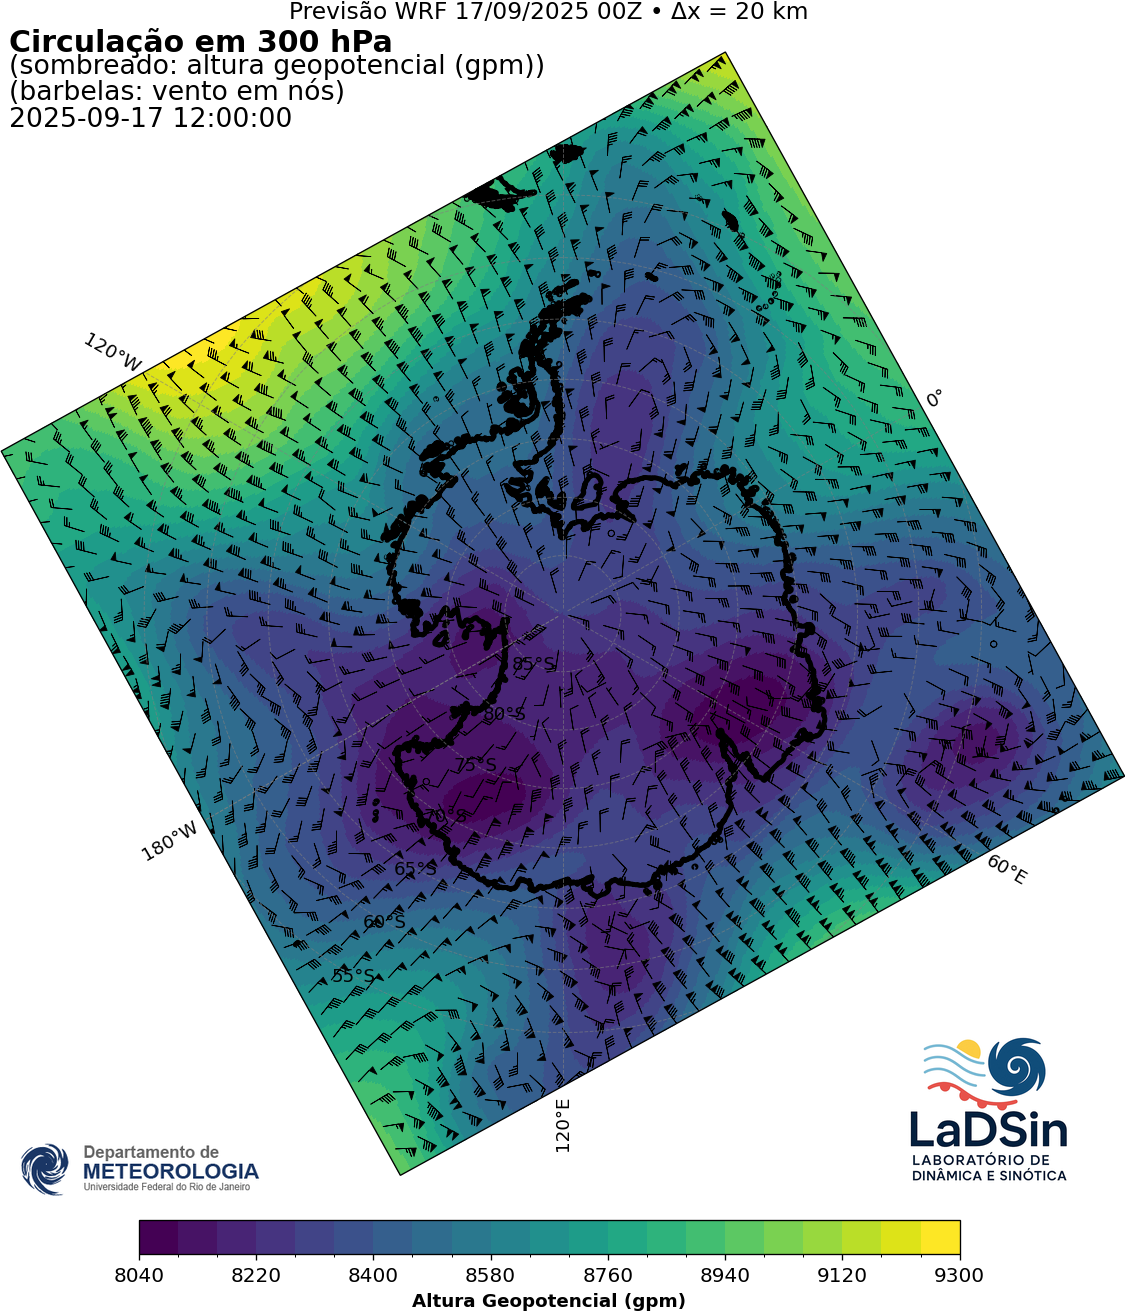 Previsão WRF 17/09/2025 00Z • Δx = 20 km
Circulação em 300 hPa
(sombreado: altura geopotencial (gpm))
(barbelas: vento em nós)
2025-09-17 12:00:00
120°W
0°
85°S
80°S
75°S
70°S
180°W
65°S
60°E
60°S
55°S
120°E
LaDSin
LABORATÓRIO DE
DINÂMICA E SINÓTICA
Departamento de
METEOROLOGIA
Universidade Federal do Rio de Janeiro
8040 8220 8400 8580 8760 8940 9120 9300
Altura Geopotencial (gpm)